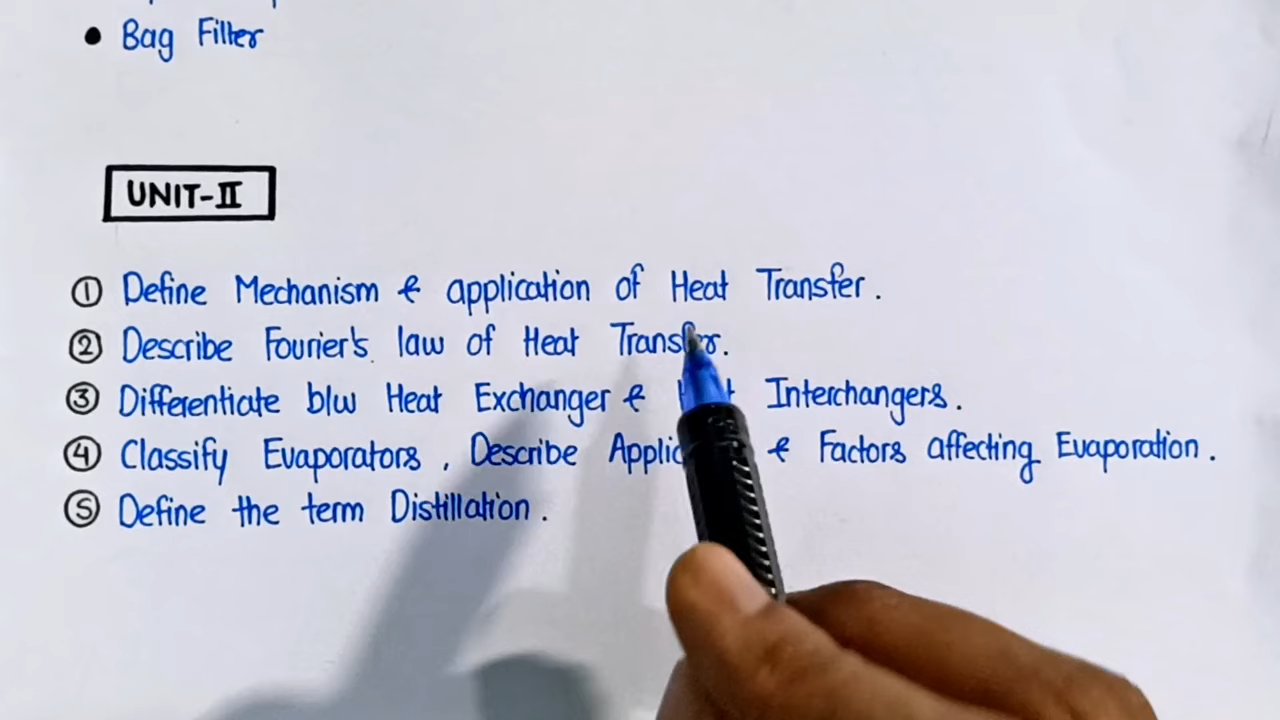 • Bag Filter
UNIT-II
① Define Mechanism & application of Heat Transfer.
② Describe Fourier's law of Heat Transfer.
③ Differentiate b/w Heat Exchanger & Interchangers.
④ Classify Evaporators, Describe & Factors affecting Evaporation.
⑤ Define the term Distillation.